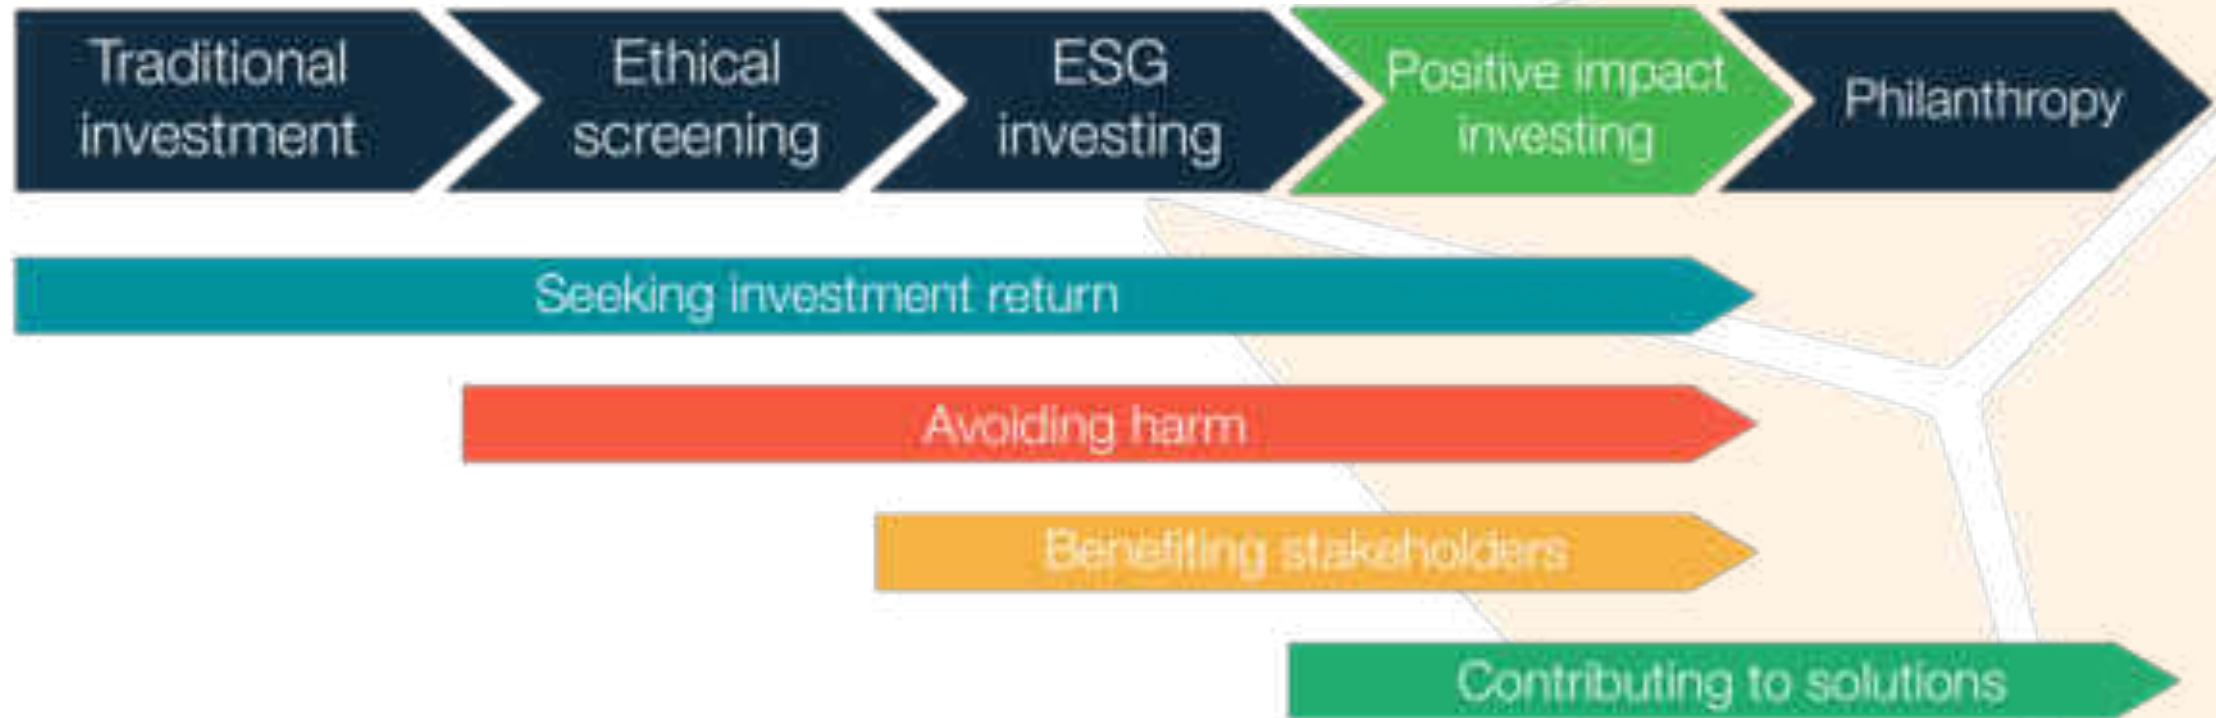 Traditional
investment
Ethical
screening
ESG
investing
Positive impact
investing
Philanthropy
Seeking investment return
Avoiding harm
Benefiting stakeholders
Contributing to solutions